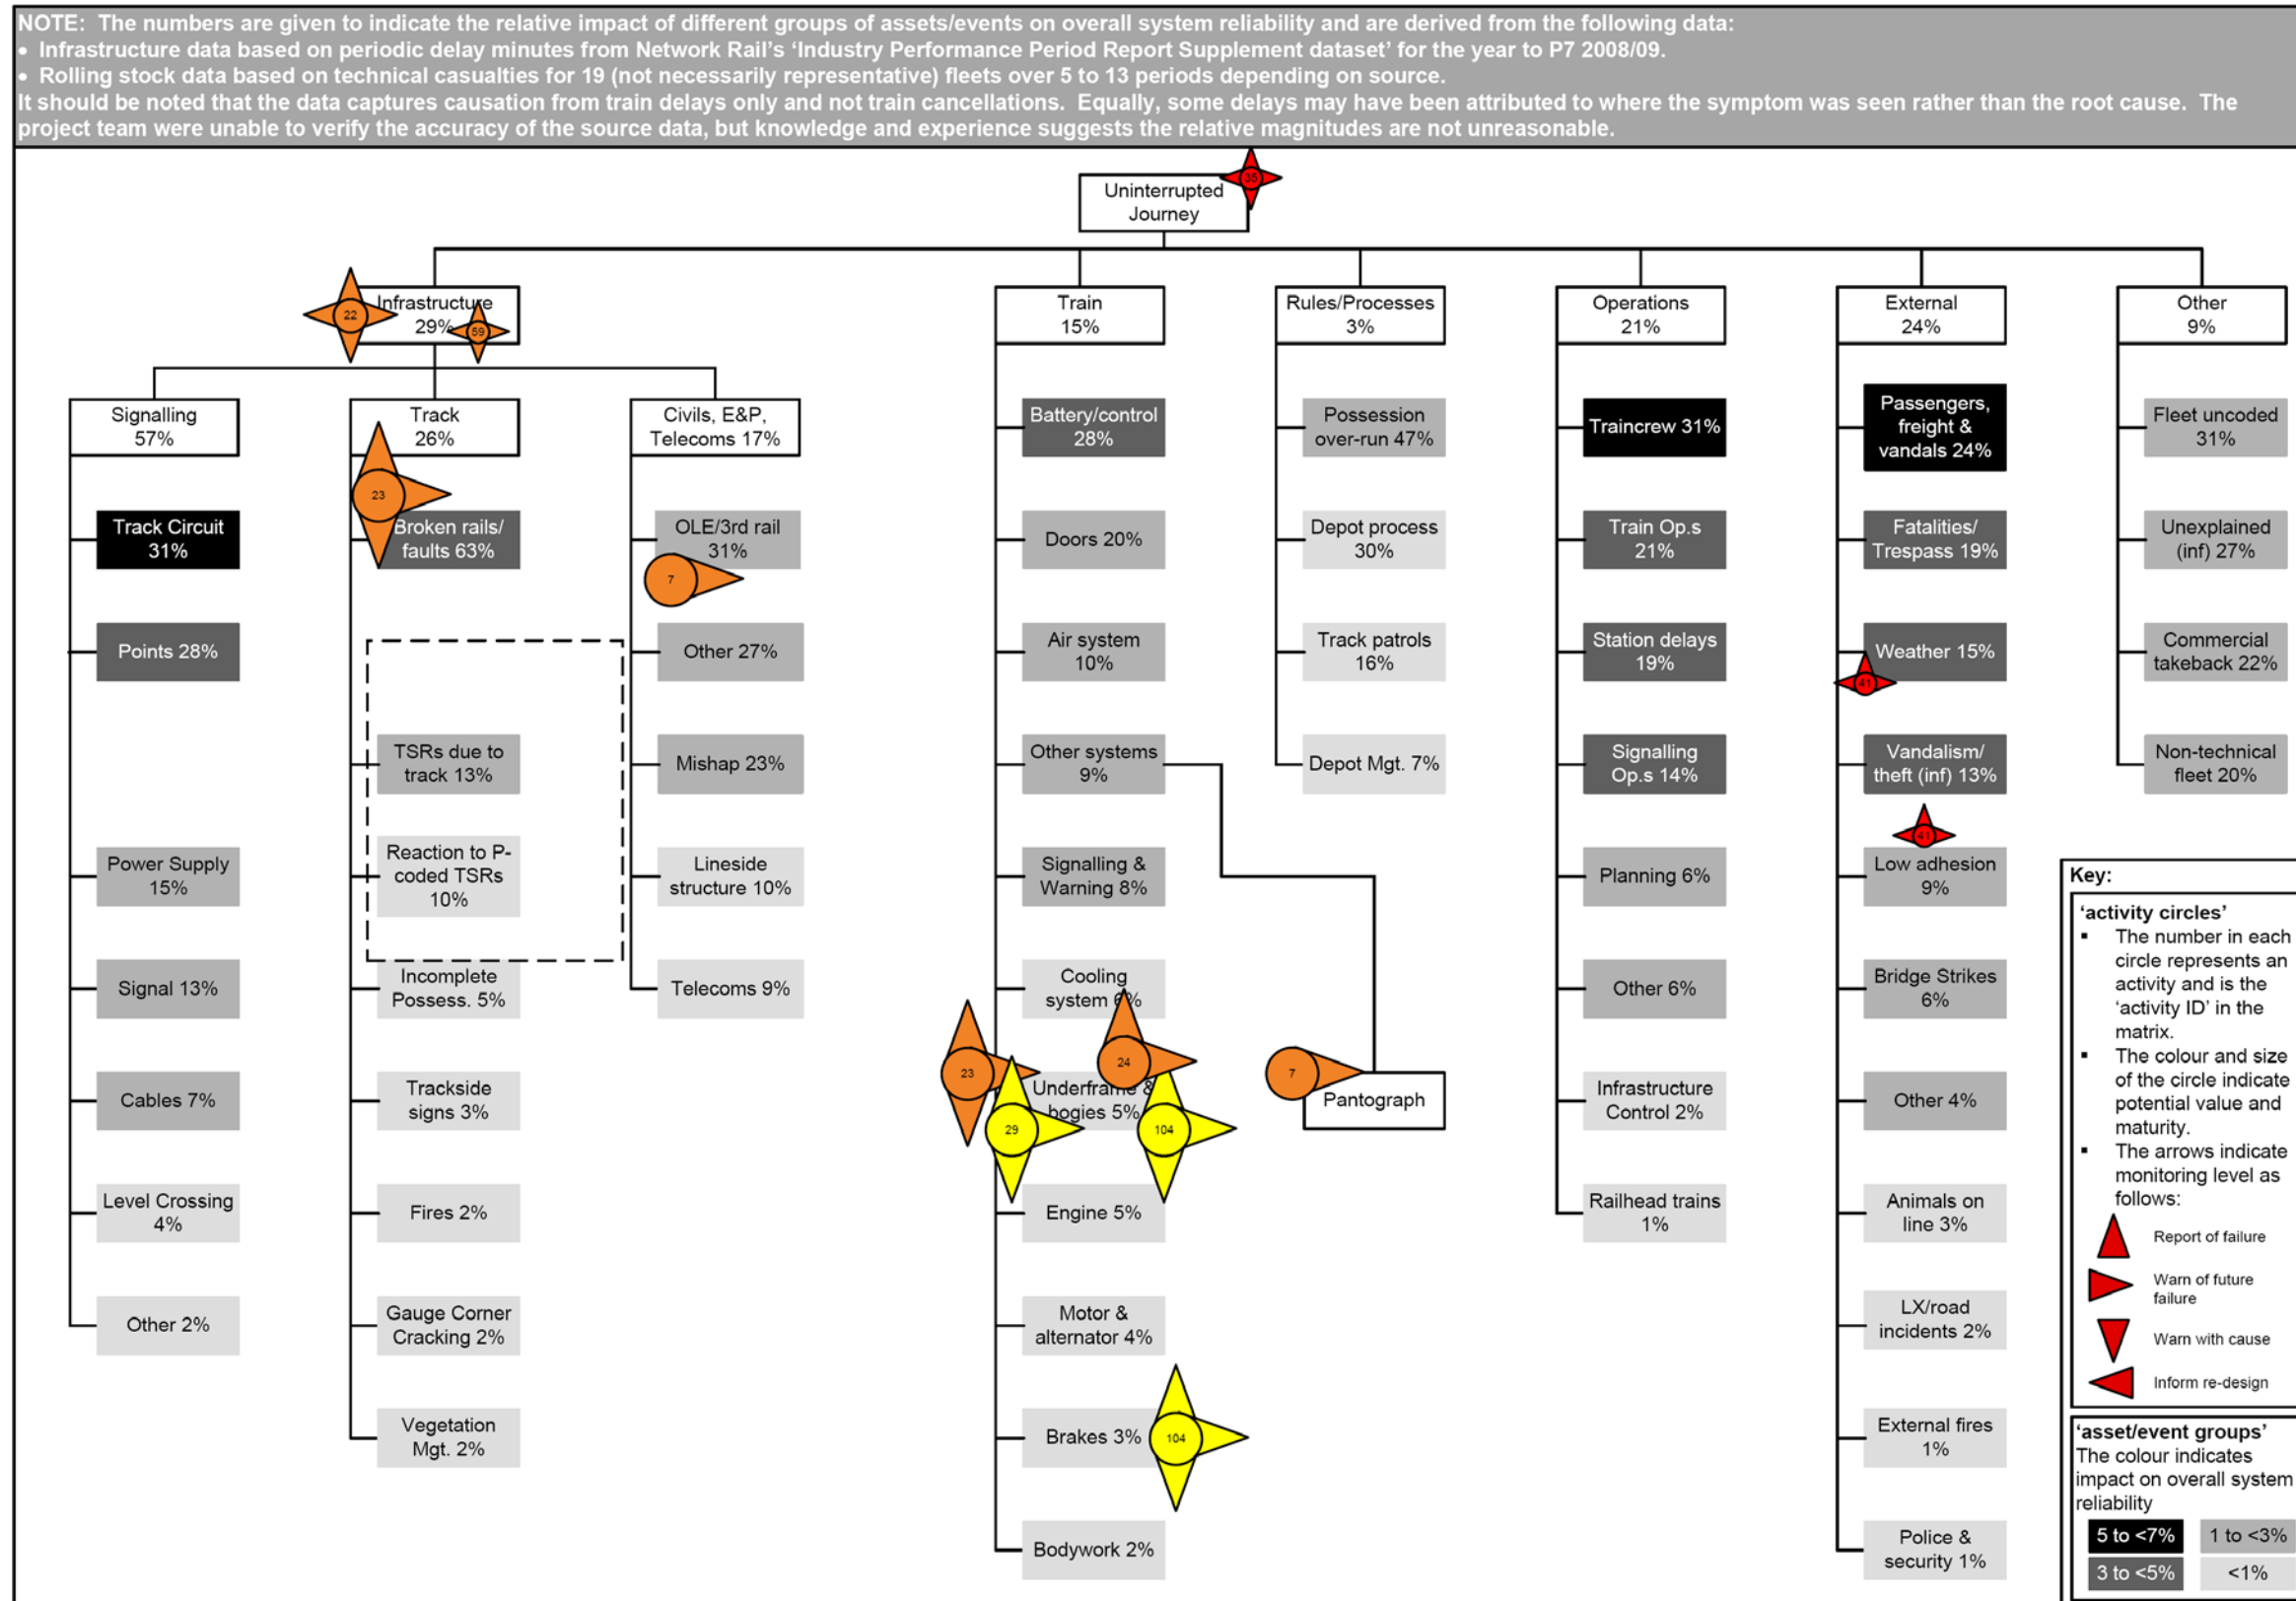 NOTE: The numbers are given to indicate the relative impact of different groups of assets/events on overall system reliability and are derived from the following data:
• Infrastructure data based on periodic delay minutes from Network Rail's 'Industry Performance Period Report Supplement dataset' for the year to P7 2008/09.
• Rolling stock data based on technical casualties for 19 (not necessarily representative) fleets over 5 to 13 periods depending on source.
It should be noted that the data captures causation from train delays only and not train cancellations. Equally, some delays may have been attributed to where the symptom was seen rather than the root cause. The
project team were unable to verify the accuracy of the source data, but knowledge and experience suggests the relative magnitudes are not unreasonable.
Uninterrupted
Journey
35
Infrastructure
29%
22
59
Signalling
57%
Track Circuit
31%
Points 28%
Power Supply
15%
Signal 13%
Cables 7%
Level Crossing
4%
Other 2%
Track
26%
23
Broken rails/
faults 63%
TSRs due to
track 13%
Reaction to P-
coded TSRs
10%
Incomplete
Possess. 5%
Trackside
signs 3%
Fires 2%
Gauge Corner
Cracking 2%
Vegetation
Mgt. 2%
Civils, E&P,
Telecoms 17%
OLE/3rd rail
31%
7
Other 27%
Mishap 23%
Lineside
structure 10%
Telecoms 9%
Train
15%
Battery/control
28%
Doors 20%
Air system
10%
Other systems
9%
Signalling &
Warning 8%
Cooling
system 6%
23
24
Underframe &
bogies 5%
29
104
Engine 5%
Motor &
alternator 4%
Brakes 3%
104
Bodywork 2%
7
Pantograph
Rules/Processes
3%
Possession
over-run 47%
Depot process
30%
Track patrols
16%
Depot Mgt. 7%
Operations
21%
Traincrew 31%
Train Op.s
21%
Station delays
19%
Signalling
Op.s 14%
Planning 6%
Other 6%
Infrastructure
Control 2%
Railhead trains
1%
External
24%
Passengers,
freight &
vandals 24%
Fatalities/
Trespass 19%
Weather 15%
41
Vandalism/
theft (inf) 13%
41
Low adhesion
9%
Bridge Strikes
6%
Other 4%
Animals on
line 3%
LX/road
incidents 2%
External fires
1%
Police &
security 1%
Other
9%
Fleet uncoded
31%
Unexplained
(inf) 27%
Commercial
takeback 22%
Non-technical
fleet 20%
Key:
'activity circles'
▪ The number in each
circle represents an
activity and is the
'activity ID' in the
matrix.
▪ The colour and size
of the circle indicate
potential value and
maturity.
▪ The arrows indicate
monitoring level as
follows:
Report of failure
Warn of future
failure
Warn with cause
Inform re-design
'asset/event groups'
The colour indicates
impact on overall system
reliability
5 to <7%
1 to <3%
3 to <5%
<1%